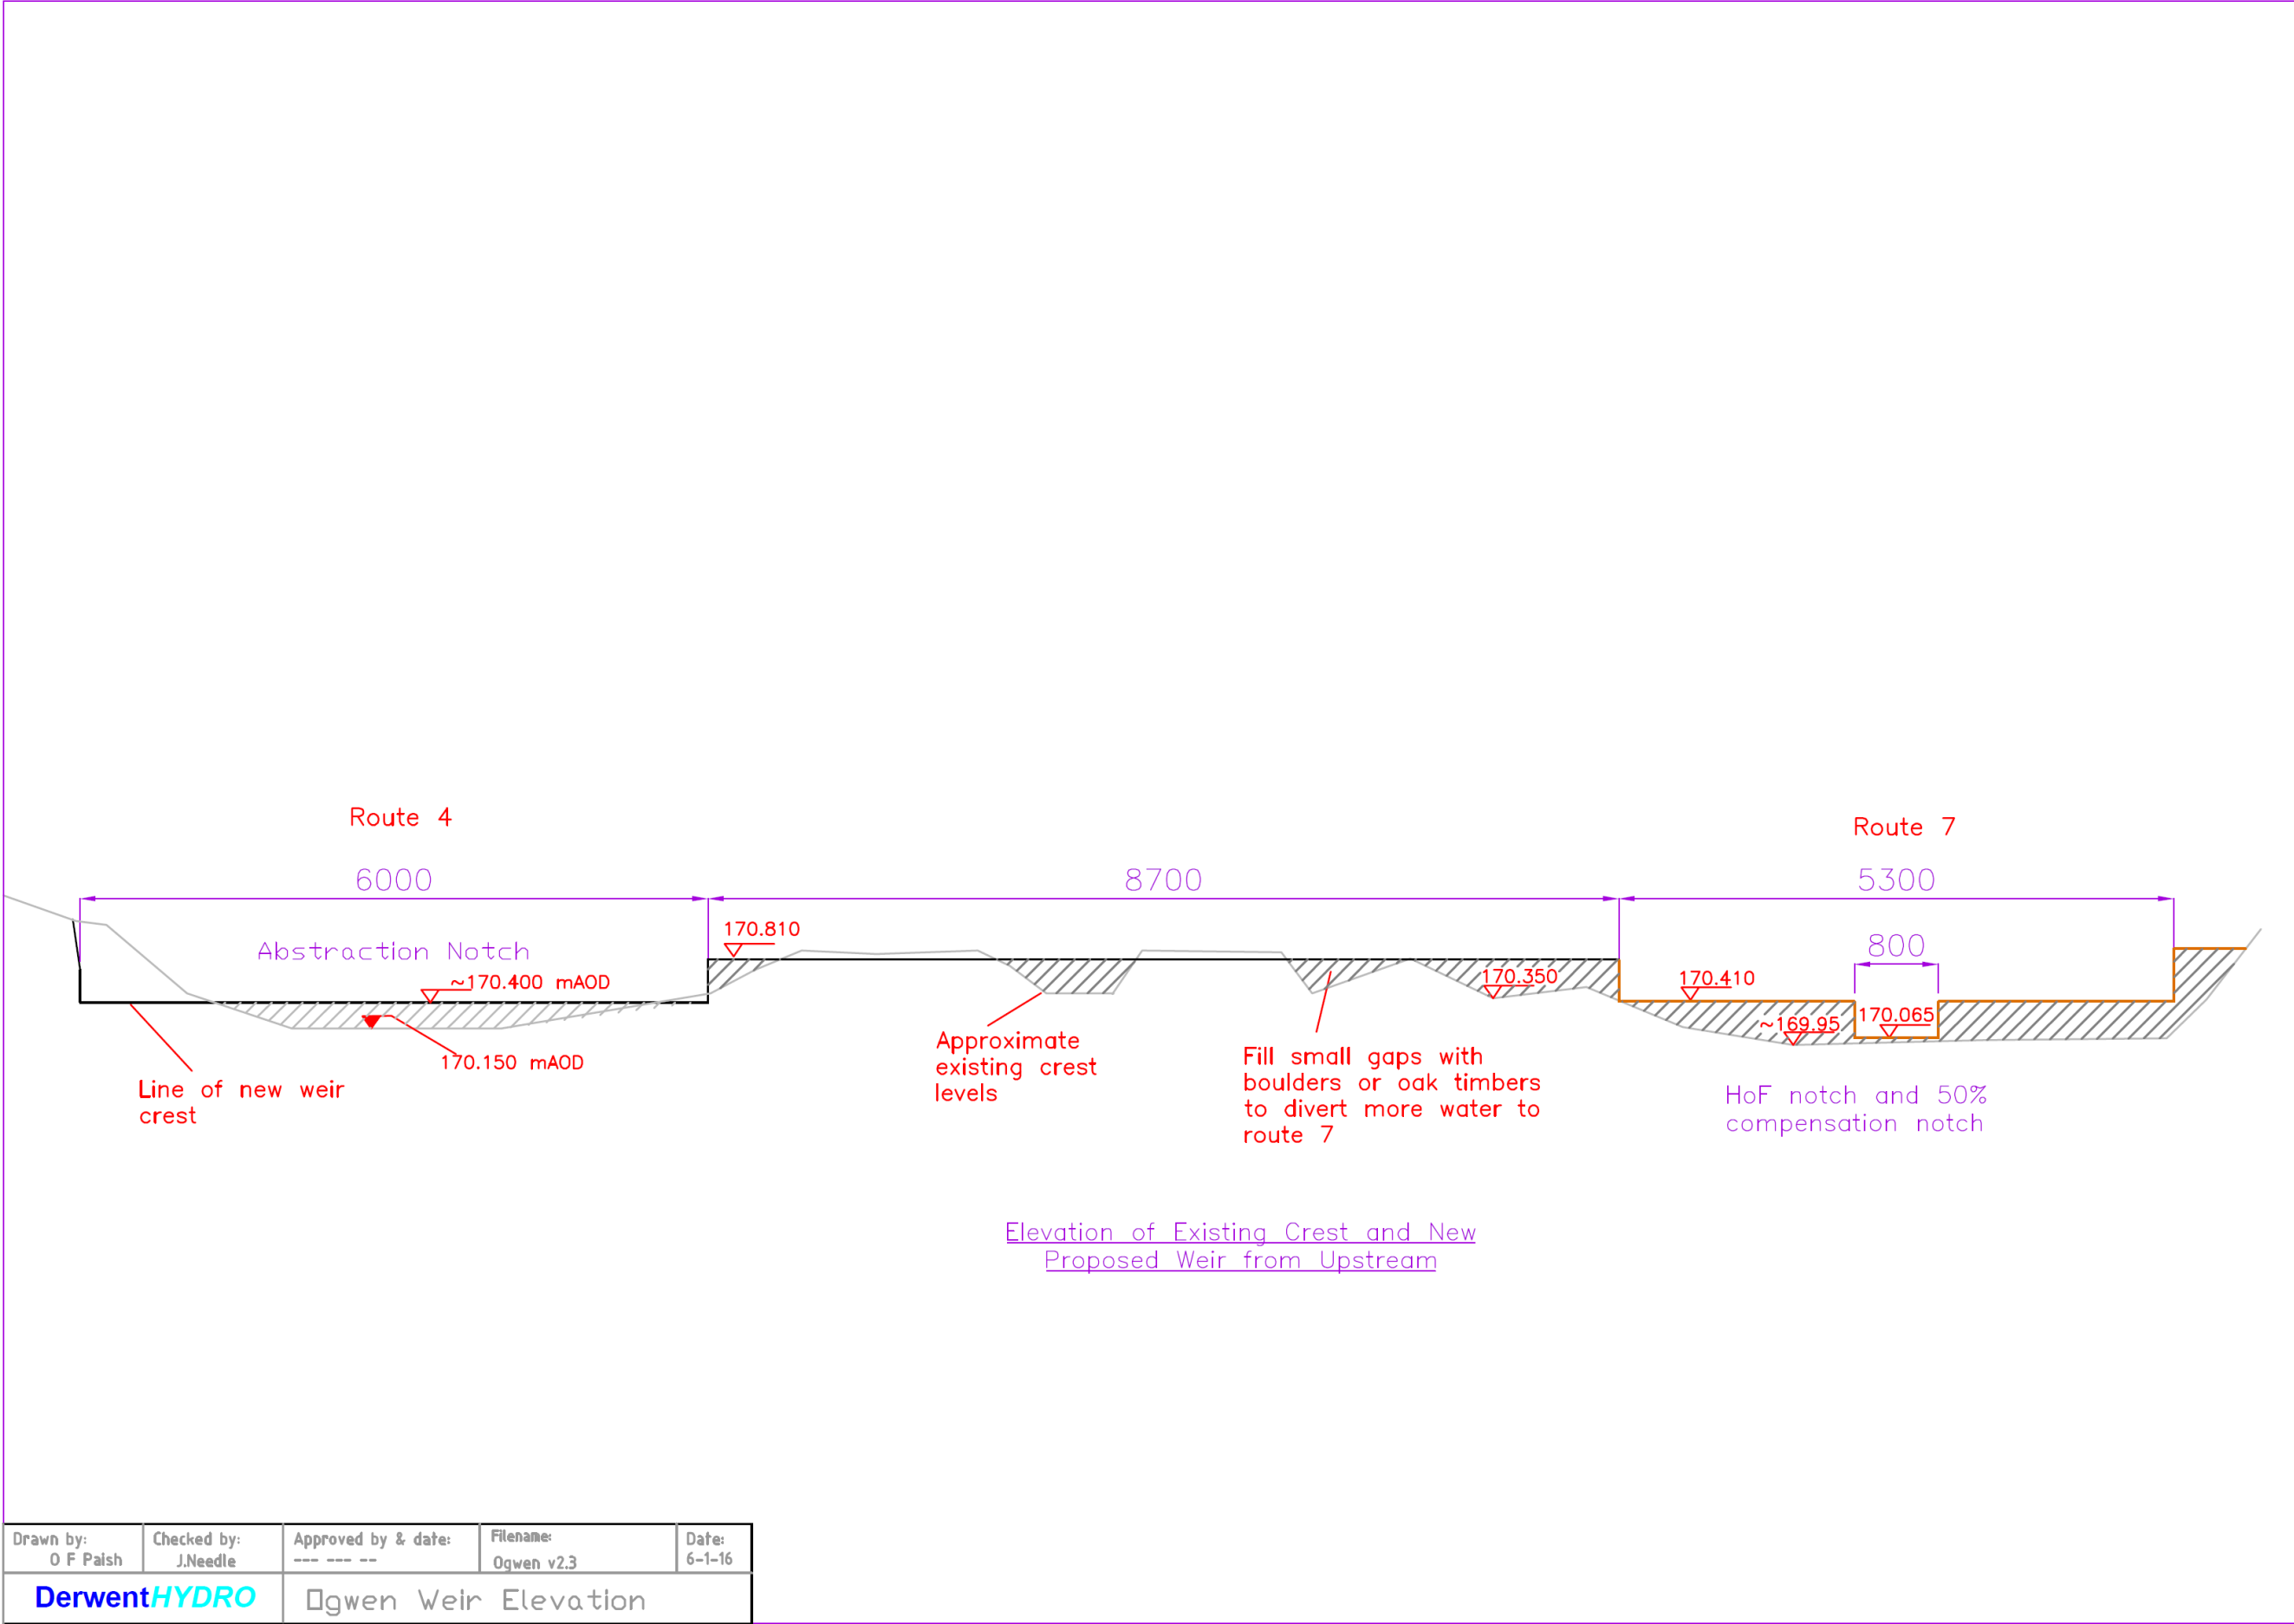 Route 4
Route 7
6000
8700
5300
170.810
800
Abstraction Notch
~170.400 mAOD
170.350
170.410
170.065
~169.95
170.150 mAOD
Line of new weir
crest
Approximate
existing crest
levels
Fill small gaps with
boulders or oak timbers
to divert more water to
route 7
HoF notch and 50%
compensation notch
Elevation of Existing Crest and New
Proposed Weir from Upstream
Drawn by:
O F Paish
Checked by:
J.Needle
Approved by & date:
--- --- --
Filename:
Ogwen v2.3
Date:
6-1-16
DerwentHYDRO
Ogwen Weir Elevation